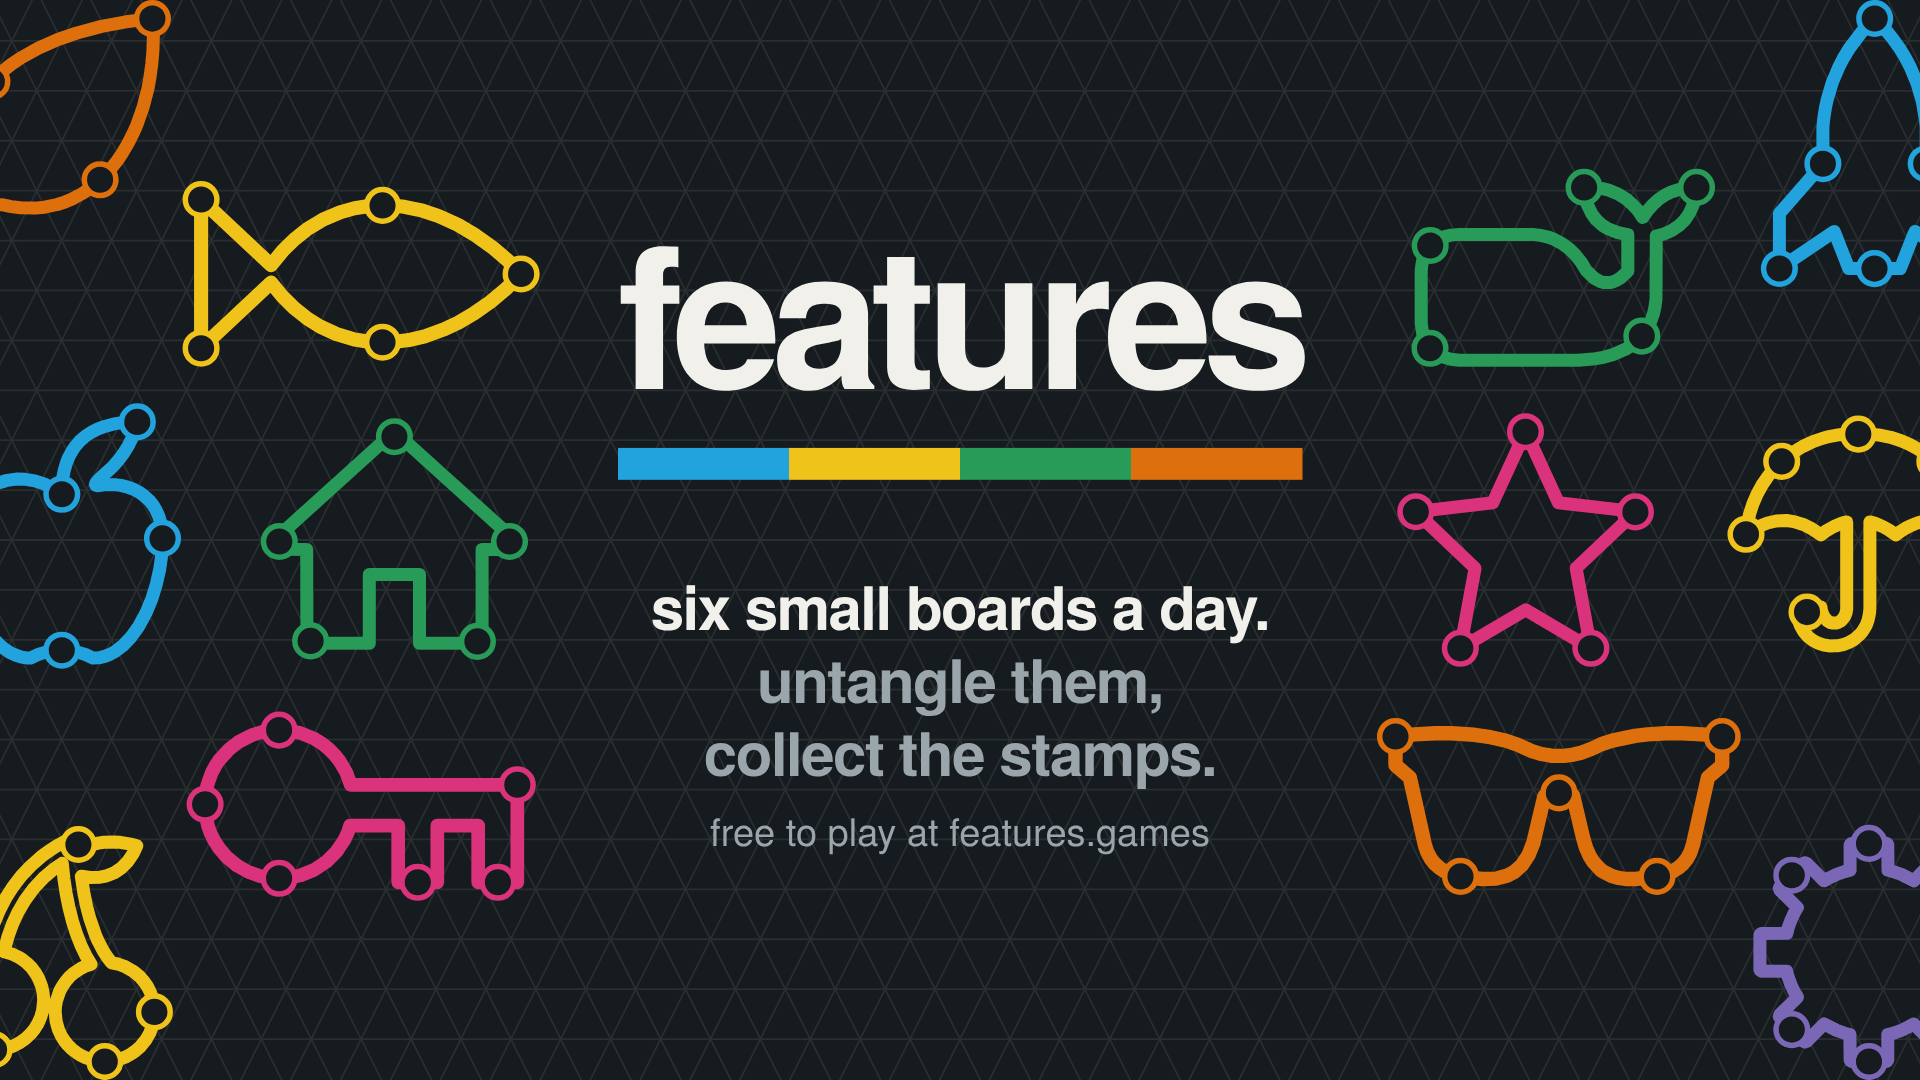 features
six small boards a day.
untangle them,
collect the stamps.
free to play at features.games